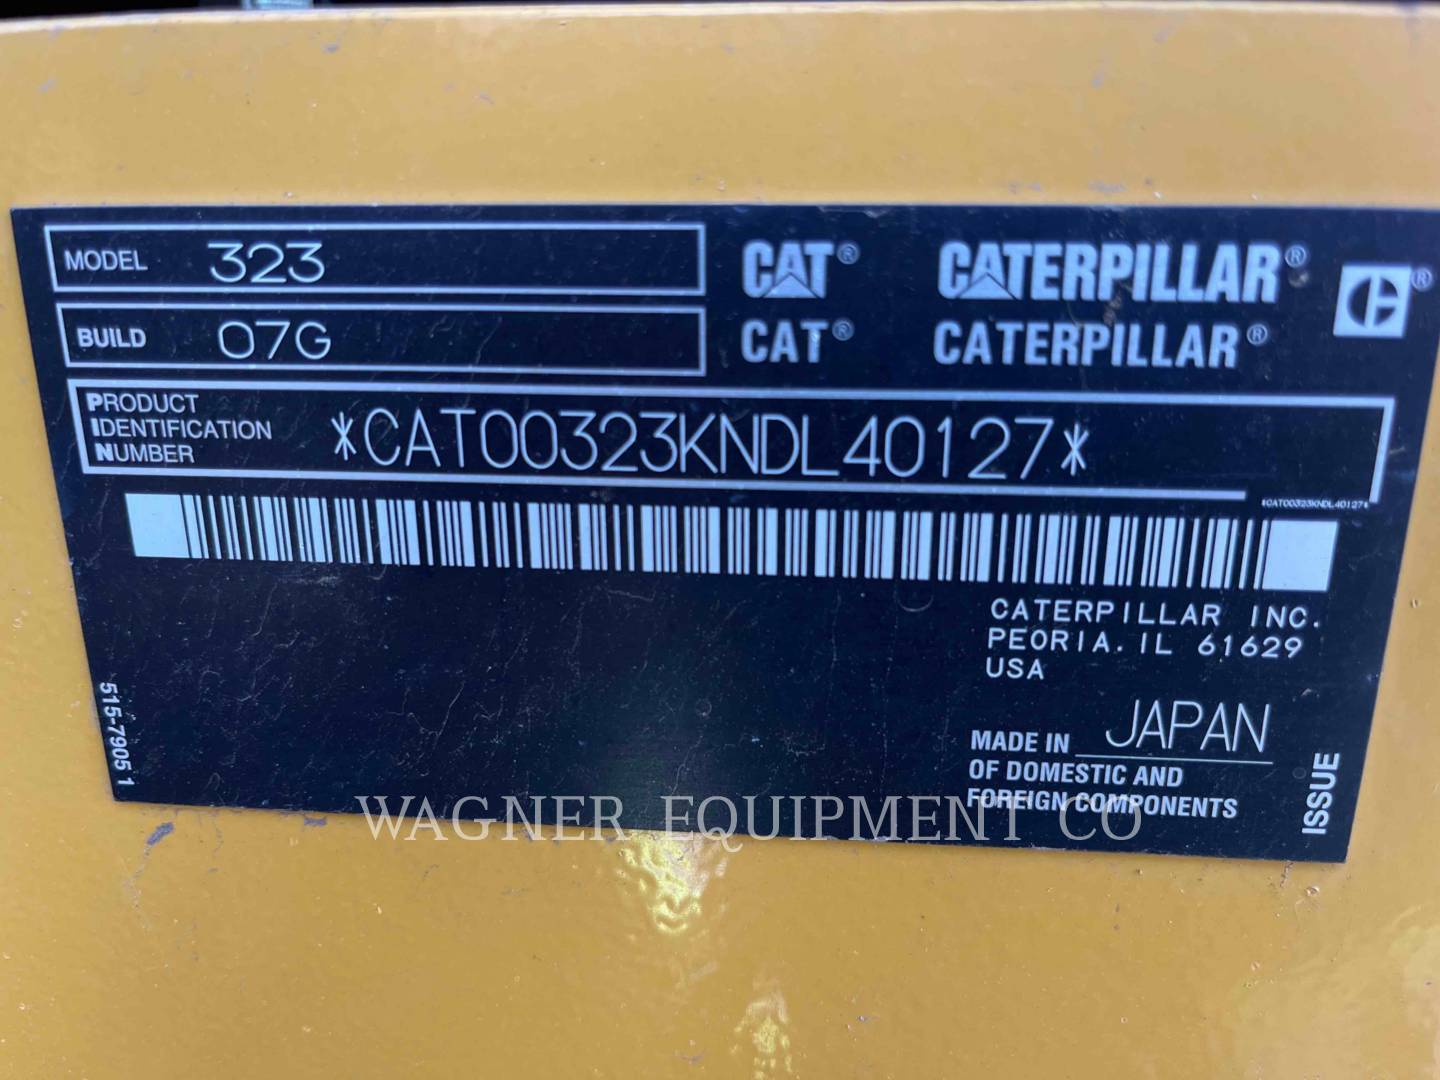 MODEL 323
BUILD 07G
CAT® CATERPILLAR® ®
CAT® CATERPILLAR®
PRODUCT
IDENTIFICATION
NUMBER
*CAT00323KNDL40127*
*CAT00323KNDL40127*
CATERPILLAR INC.
PEORIA. IL 61629
USA
MADE IN JAPAN
OF DOMESTIC AND
FOREIGN COMPONENTS
515-7905 1
ISSUE
WAGNER EQUIPMENT CO